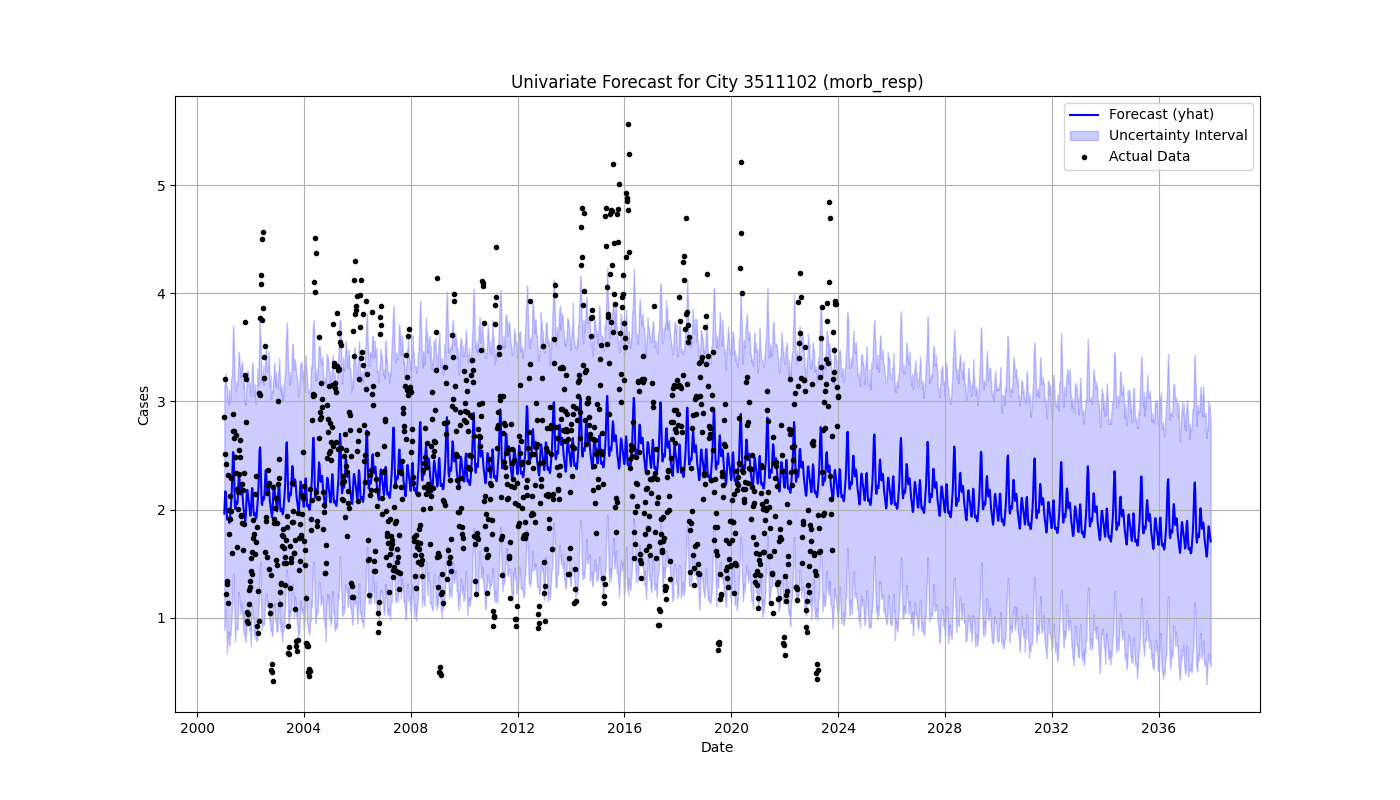 Univariate Forecast for City 3511102 (morb_resp)
Forecast (yhat)
Uncertainty Interval
Actual Data
Cases
5
4
3
2
1
2000 2004 2008 2012 2016 2020 2024 2028 2032 2036
Date